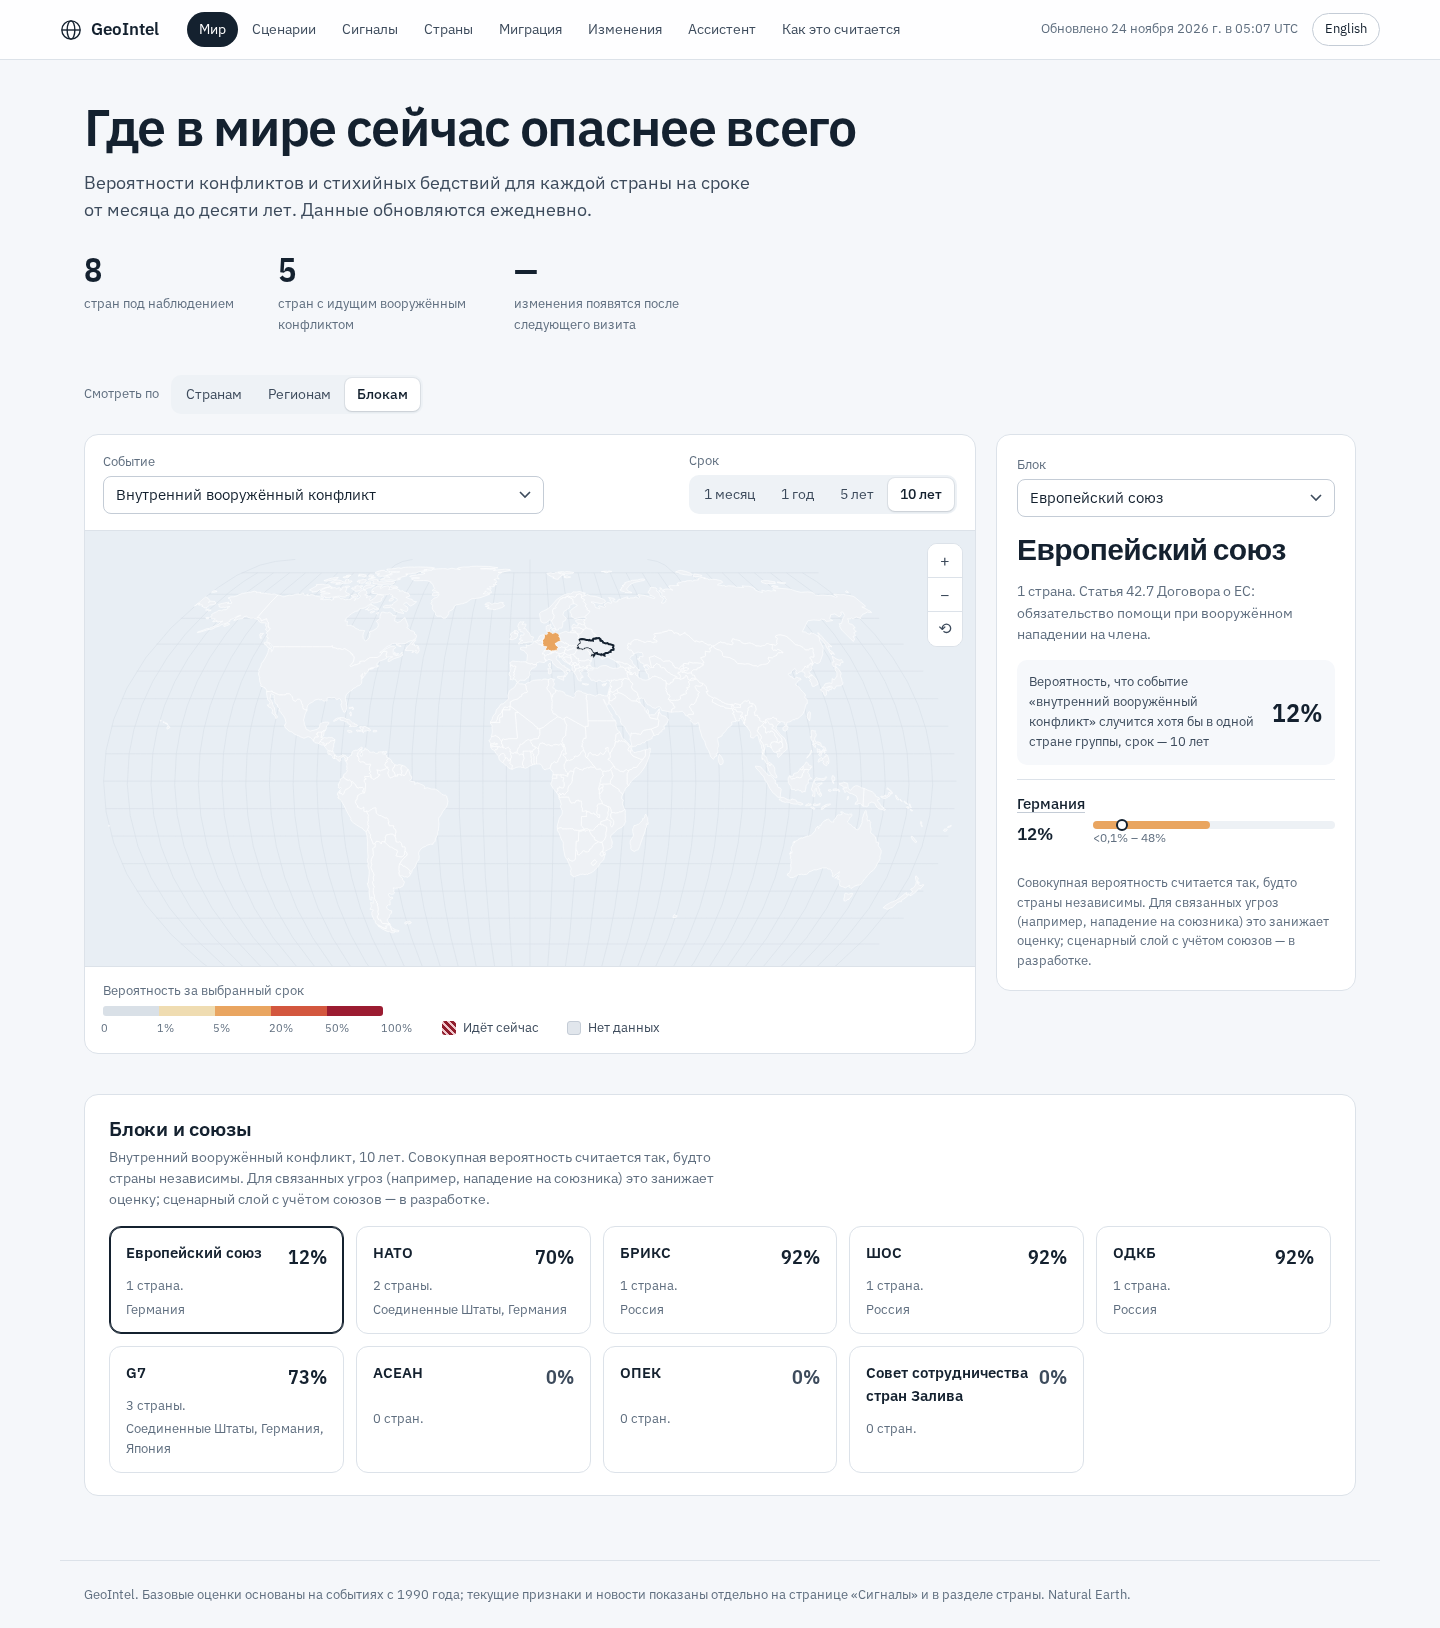 GeoIntel
Мир
Сценарии
Сигналы
Страны
Миграция
Изменения
Ассистент
Как это считается
Обновлено 24 ноября 2026 г. в 05:07 UTC
English
Где в мире сейчас опаснее всего
Вероятности конфликтов и стихийных бедствий для каждой страны на сроке
от месяца до десяти лет. Данные обновляются ежедневно.
8
стран под наблюдением
5
стран с идущим вооружённым
конфликтом
—
изменения появятся после
следующего визита
Смотреть по
Странам
Регионам
Блокам
Событие
Внутренний вооружённый конфликт
Срок
1 месяц
1 год
5 лет
10 лет
+
−
⟲
Вероятность за выбранный срок
0
1%
5%
20%
50%
100%
Идёт сейчас
Нет данных
Блок
Европейский союз
Европейский союз
1 страна. Статья 42.7 Договора о ЕС:
обязательство помощи при вооружённом
нападении на члена.
Вероятность, что событие
«внутренний вооружённый
конфликт» случится хотя бы в одной
стране группы, срок — 10 лет
12%
Германия
12%
<0,1% – 48%
Совокупная вероятность считается так, будто
страны независимы. Для связанных угроз
(например, нападение на союзника) это занижает
оценку; сценарный слой с учётом союзов — в
разработке.
Блоки и союзы
Внутренний вооружённый конфликт, 10 лет. Совокупная вероятность считается так, будто
страны независимы. Для связанных угроз (например, нападение на союзника) это занижает
оценку; сценарный слой с учётом союзов — в разработке.
Европейский союз
12%
1 страна.
Германия
НАТО
70%
2 страны.
Соединенные Штаты, Германия
БРИКС
92%
1 страна.
Россия
ШОС
92%
1 страна.
Россия
ОДКБ
92%
1 страна.
Россия
G7
73%
3 страны.
Соединенные Штаты, Германия,
Япония
АСЕАН
0%
0 стран.
ОПЕК
0%
0 стран.
Совет сотрудничества
стран Залива
0%
0 стран.
GeoIntel. Базовые оценки основаны на событиях с 1990 года; текущие признаки и новости показаны отдельно на странице «Сигналы» и в разделе страны. Natural Earth.